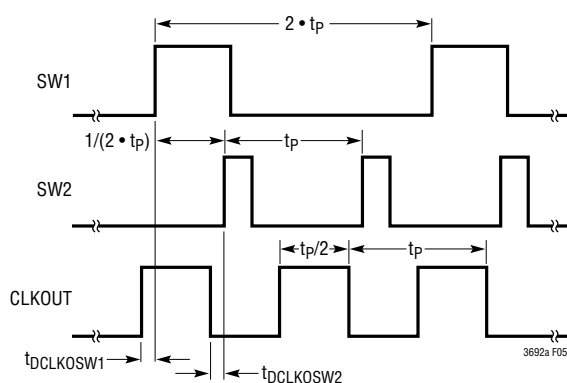 2 • tP
SW1
1/(2 • tP)
tP
SW2
tP/2
tP
CLKOUT
3692a F05
tDCLKOSW1
tDCLKOSW2